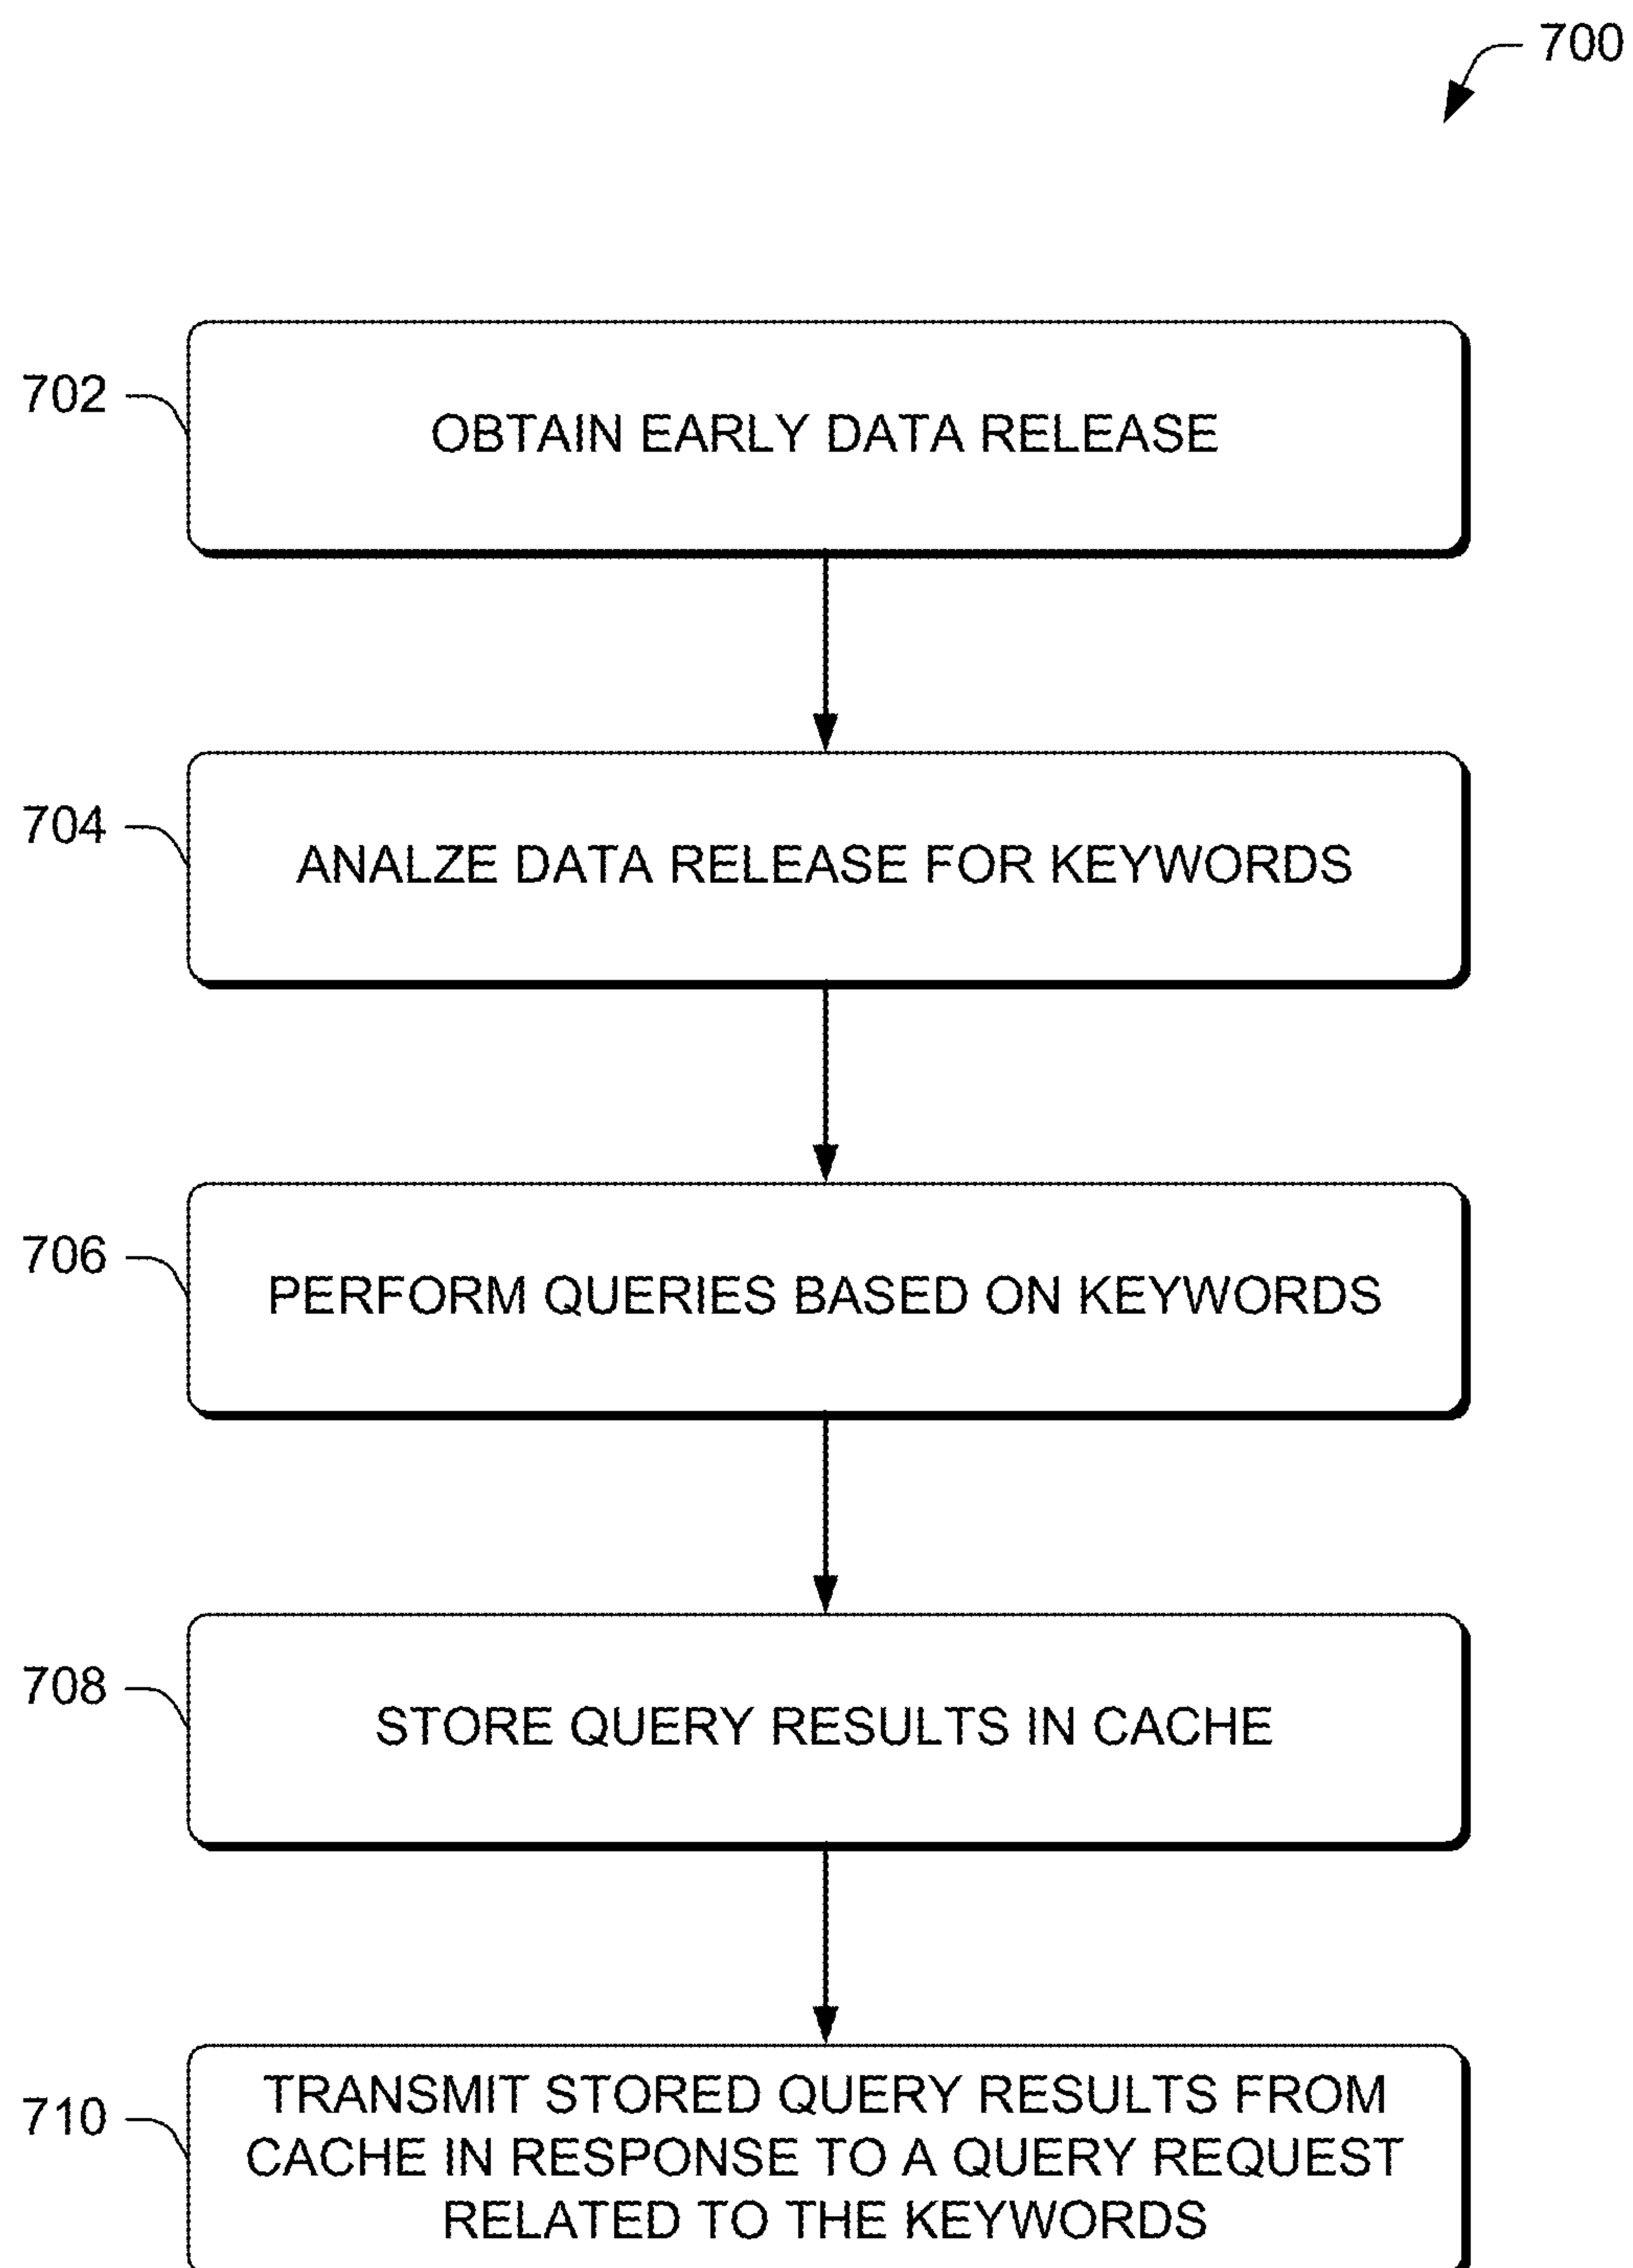 700
702
OBTAIN EARLY DATA RELEASE
704
ANALZE DATA RELEASE FOR KEYWORDS
706
PERFORM QUERIES BASED ON KEYWORDS
708
STORE QUERY RESULTS IN CACHE
710
TRANSMIT STORED QUERY RESULTS FROM
CACHE IN RESPONSE TO A QUERY REQUEST
RELATED TO THE KEYWORDS